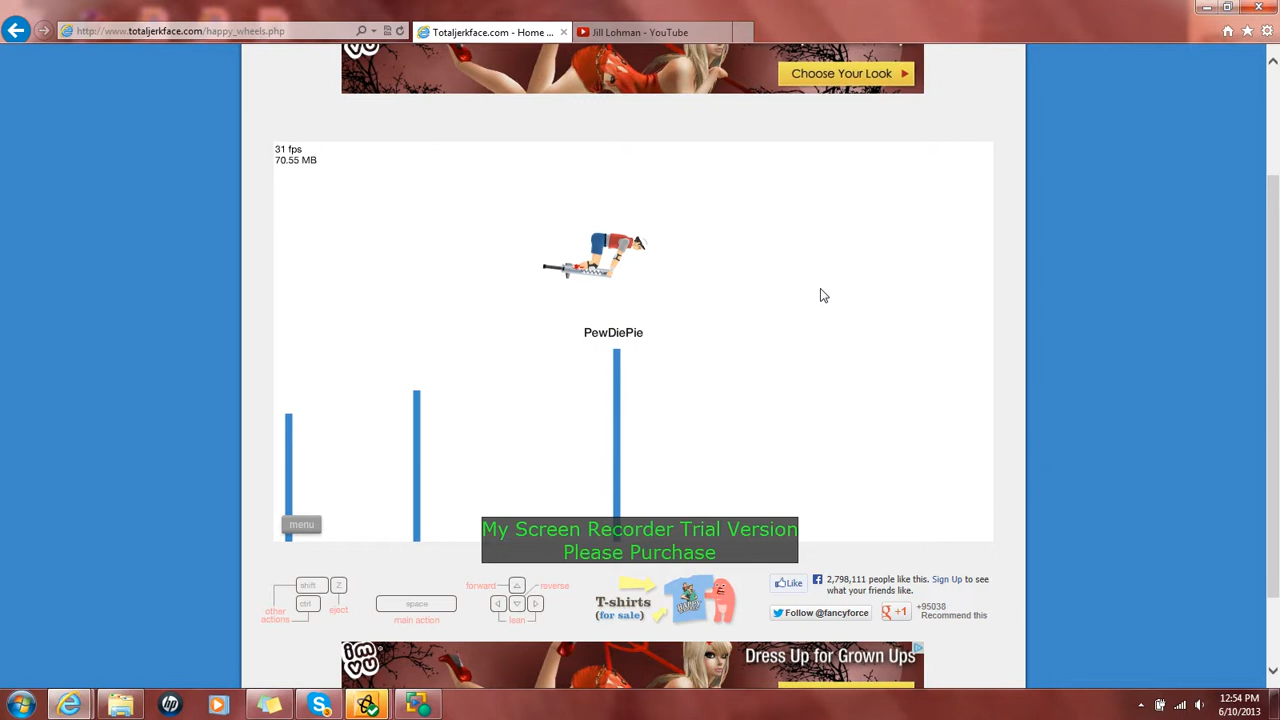 http://www.totaljerkface.com/happy_wheels.php
Totaljerkface.com - Home ...
Jill Lohman - YouTube
Choose Your Look
31 fps
70.55 MB
PewDiePie
menu
My Screen Recorder Trial Version
Please Purchase
shift
Z
ctrl
other
actions
eject
space
main action
forward
reverse
lean
T-shirts
(for sale)
Like
2,798,111 people like this. Sign Up to see
what your friends like.
Follow @fancyforce
+1
+95038
Recommend this
imvu
Dress Up for Grown Ups
hp
12:54 PM
6/10/2013